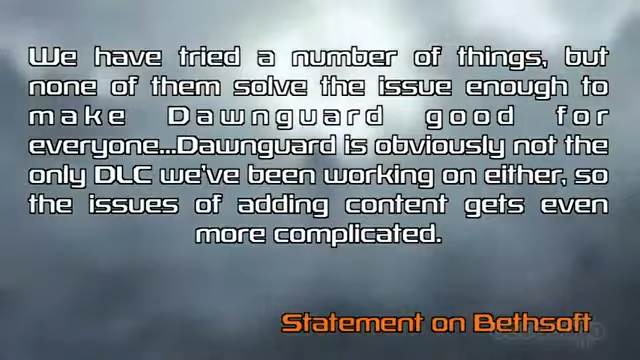 We have tried a number of things, but
none of them solve the issue enough to
make Dawnguard good for
everyone...Dawnguard is obviously not the
only DLC we've been working on either, so
the issues of adding content gets even
more complicated.
Statement on Bethsoft